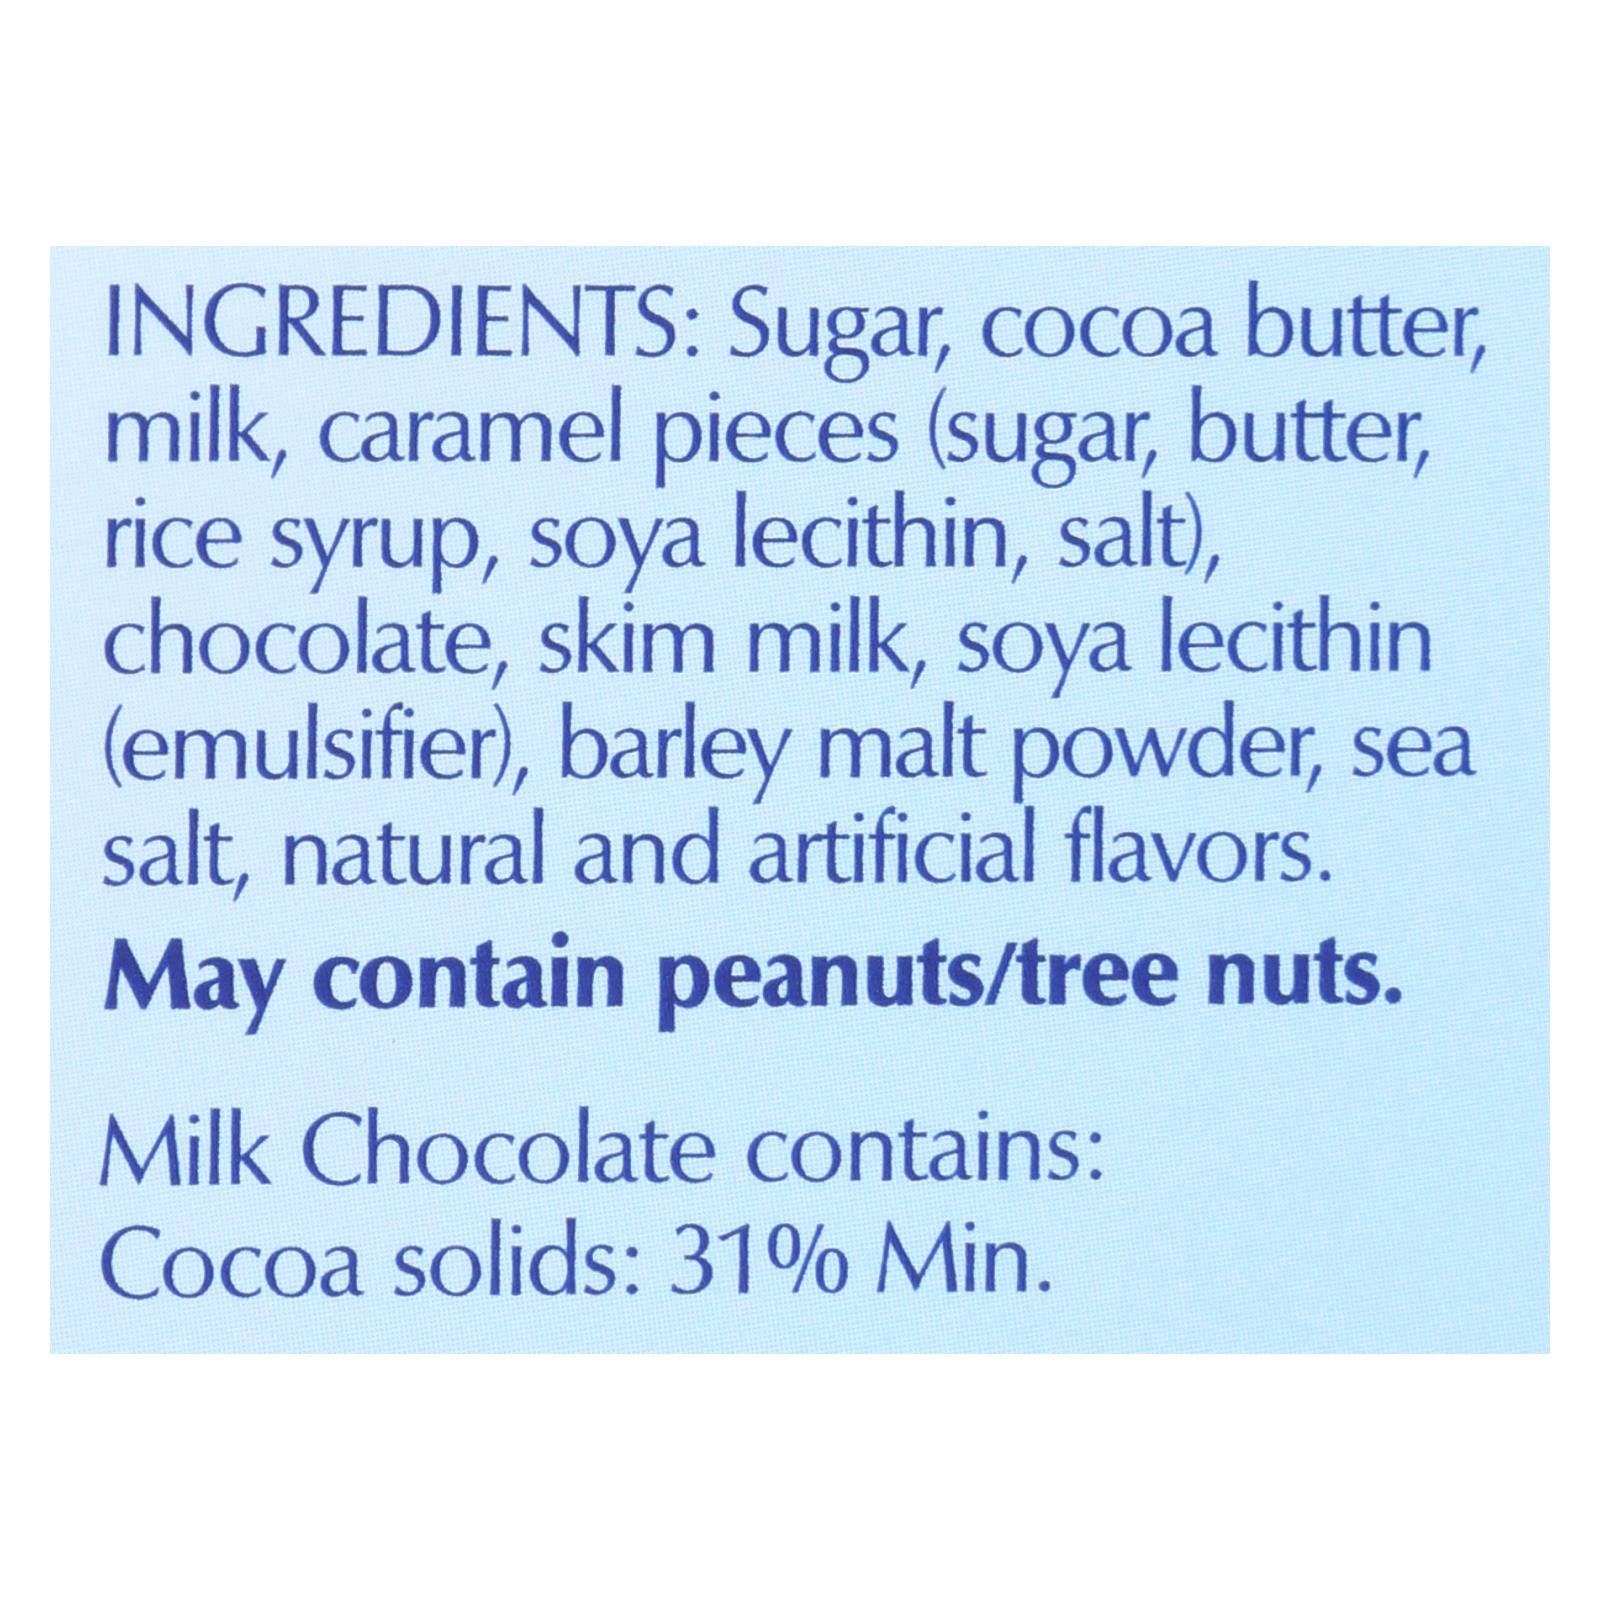 INGREDIENTS: Sugar, cocoa butter,
milk, caramel pieces (sugar, butter,
rice syrup, soya lecithin, salt),
chocolate, skim milk, soya lecithin
(emulsifier), barley malt powder, sea
salt, natural and artificial flavors.
May contain peanuts/tree nuts.
Milk Chocolate contains:
Cocoa solids: 31% Min.